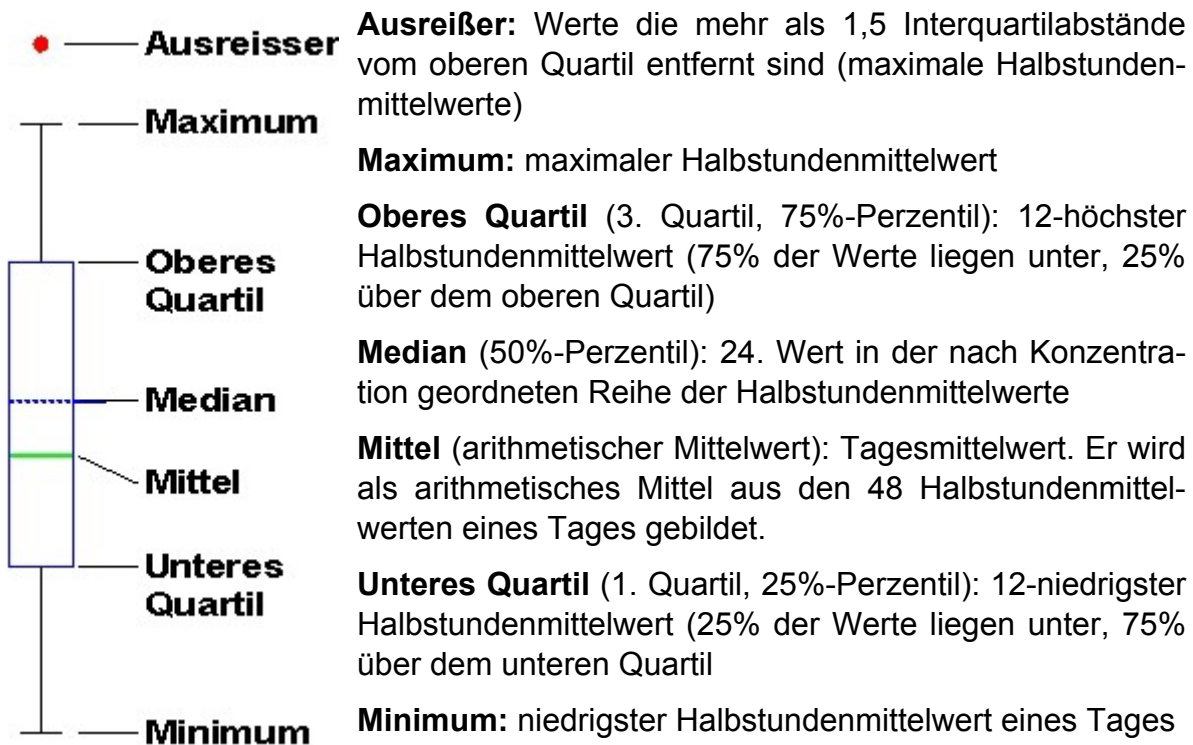 Ausreisser
Maximum
Oberes
Quartil
Median
Mittel
Unteres
Quartil
Minimum
Ausreißer: Werte die mehr als 1,5 Interquartilabstände
vom oberen Quartil entfernt sind (maximale Halbstunden-
mittelwerte)
Maximum: maximaler Halbstundenmittelwert
Oberes Quartil (3. Quartil, 75%-Perzentil): 12-höchster
Halbstundenmittelwert (75% der Werte liegen unter, 25%
über dem oberen Quartil)
Median (50%-Perzentil): 24. Wert in der nach Konzentra-
tion geordneten Reihe der Halbstundenmittelwerte
Mittel (arithmetischer Mittelwert): Tagesmittelwert. Er wird
als arithmetisches Mittel aus den 48 Halbstundenmittel-
werten eines Tages gebildet.
Unteres Quartil (1. Quartil, 25%-Perzentil): 12-niedrigster
Halbstundenmittelwert (25% der Werte liegen unter, 75%
über dem unteren Quartil
Minimum: niedrigster Halbstundenmittelwert eines Tages